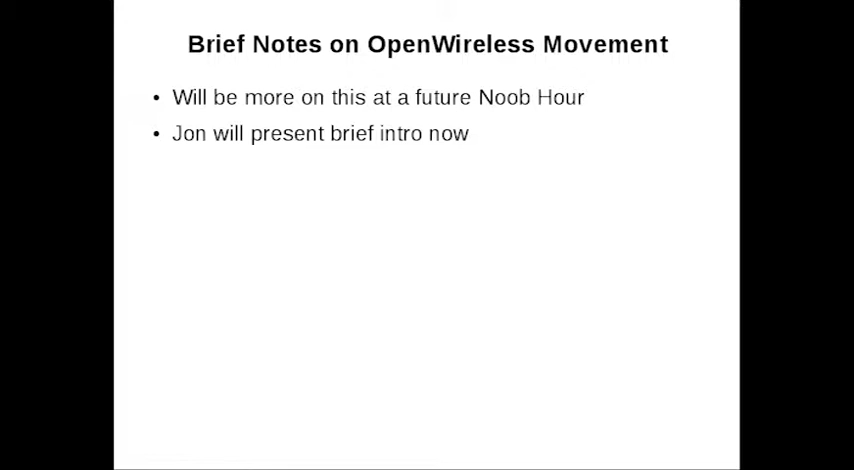 Brief Notes on OpenWireless Movement
• Will be more on this at a future Noob Hour
• Jon will present brief intro now